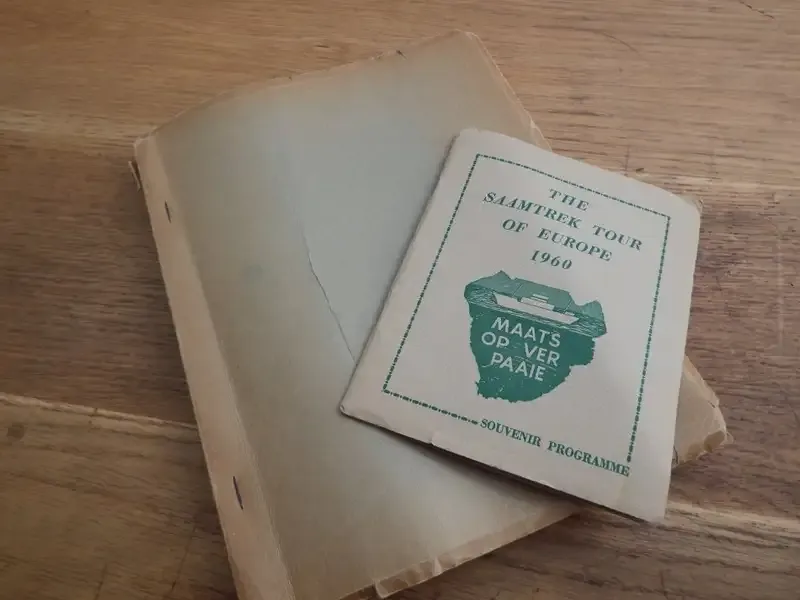 THE
SAAMTREK TOUR
OF EUROPE
1960
MAATS
OP VER
PAAIE
SOUVENIR PROGRAMME